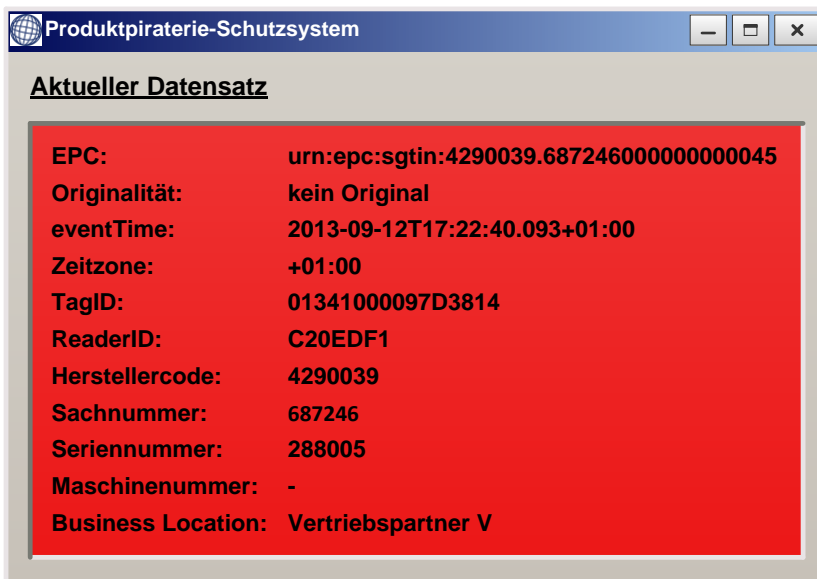 Produktpiraterie-Schutzsystem
Aktueller Datensatz
EPC: urn:epc:sgtin:4290039.687246000000000045
Originalität: kein Original
eventTime: 2013-09-12T17:22:40.093+01:00
Zeitzone: +01:00
TagID: 01341000097D3814
ReaderID: C20EDF1
Herstellercode: 4290039
Sachnummer: 687246
Seriennummer: 288005
Maschinenummer: -
Business Location: Vertriebspartner V